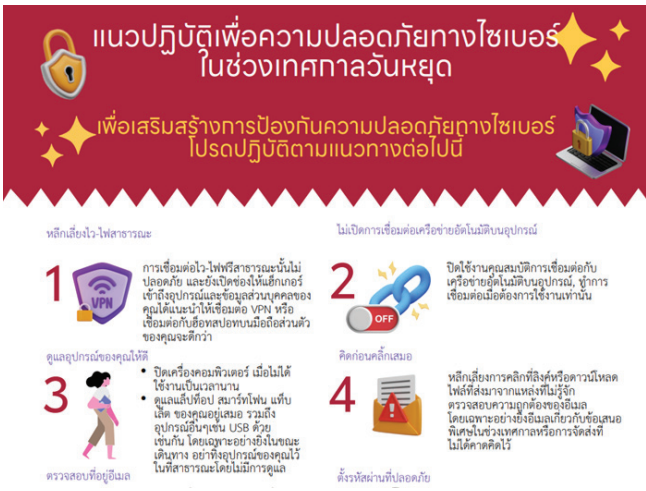 แนวปฏิบัติเพื่อความปลอดภัยทางไซเบอร์
ในช่วงเทศกาลวันหยุด
เพื่อเสริมสร้างการป้องกันความปลอดภัยทางไซเบอร์
โปรดปฏิบัติตามแนวทางต่อไปนี้
หลีกเลี่ยงไว-ไฟสาธารณะ
1
VPN
การเชื่อมต่อไว-ไฟฟรีสาธารณะนั้นไม่
ปลอดภัย และยังเปิดช่องให้แฮ็กเกอร์
เข้าถึงอุปกรณ์และข้อมูลส่วนบุคคลของ
คุณได้แนะนำให้เชื่อมต่อ VPN หรือ
เชื่อมต่อกับฮ็อทสปอทบนมือถือส่วนตัว
ของคุณจะดีกว่า
ไม่เปิดการเชื่อมต่อเครือข่ายอัตโนมัติบนอุปกรณ์
2
OFF
ปิดใช้งานคุณสมบัติการเชื่อมต่อกับ
เครือข่ายอัตโนมัติบนอุปกรณ์, ทำการ
เชื่อมต่อเมื่อต้องการใช้งานเท่านั้น
ดูแลอุปกรณ์ของคุณให้ดี
3
• ปิดเครื่องคอมพิวเตอร์ เมื่อไม่ได้
ใช้งานเป็นเวลานาน
• ดูแลแล็ปท็อป สมาร์ทโฟน แท็บ
เล็ต ของคุณอยู่เสมอ รวมถึง
อุปกรณ์อื่นๆเช่น USB ด้วย
เช่นกัน โดยเฉพาะอย่างยิ่งในขณะ
เดินทาง อย่าทิ้งอุปกรณ์ของคุณไว้
ในที่สาธารณะโดยไม่มีการดูแล
คิดก่อนคลิ้กเสมอ
4
หลีกเลี่ยงการคลิกที่ลิงค์หรือดาวน์โหลด
ไฟล์ที่ส่งมาจากแหล่งที่ไม่รู้จัก
ตรวจสอบความถูกต้องของอีเมล
โดยเฉพาะอย่างยิ่งอีเมลเกี่ยวกับข้อเสนอ
พิเศษในช่วงเทศกาลหรือการจัดส่งที่
ไม่ได้คาดคิดไว้
ตรวจสอบที่อยู่อีเมล
ตั้งรหัสผ่านที่ปลอดภัย